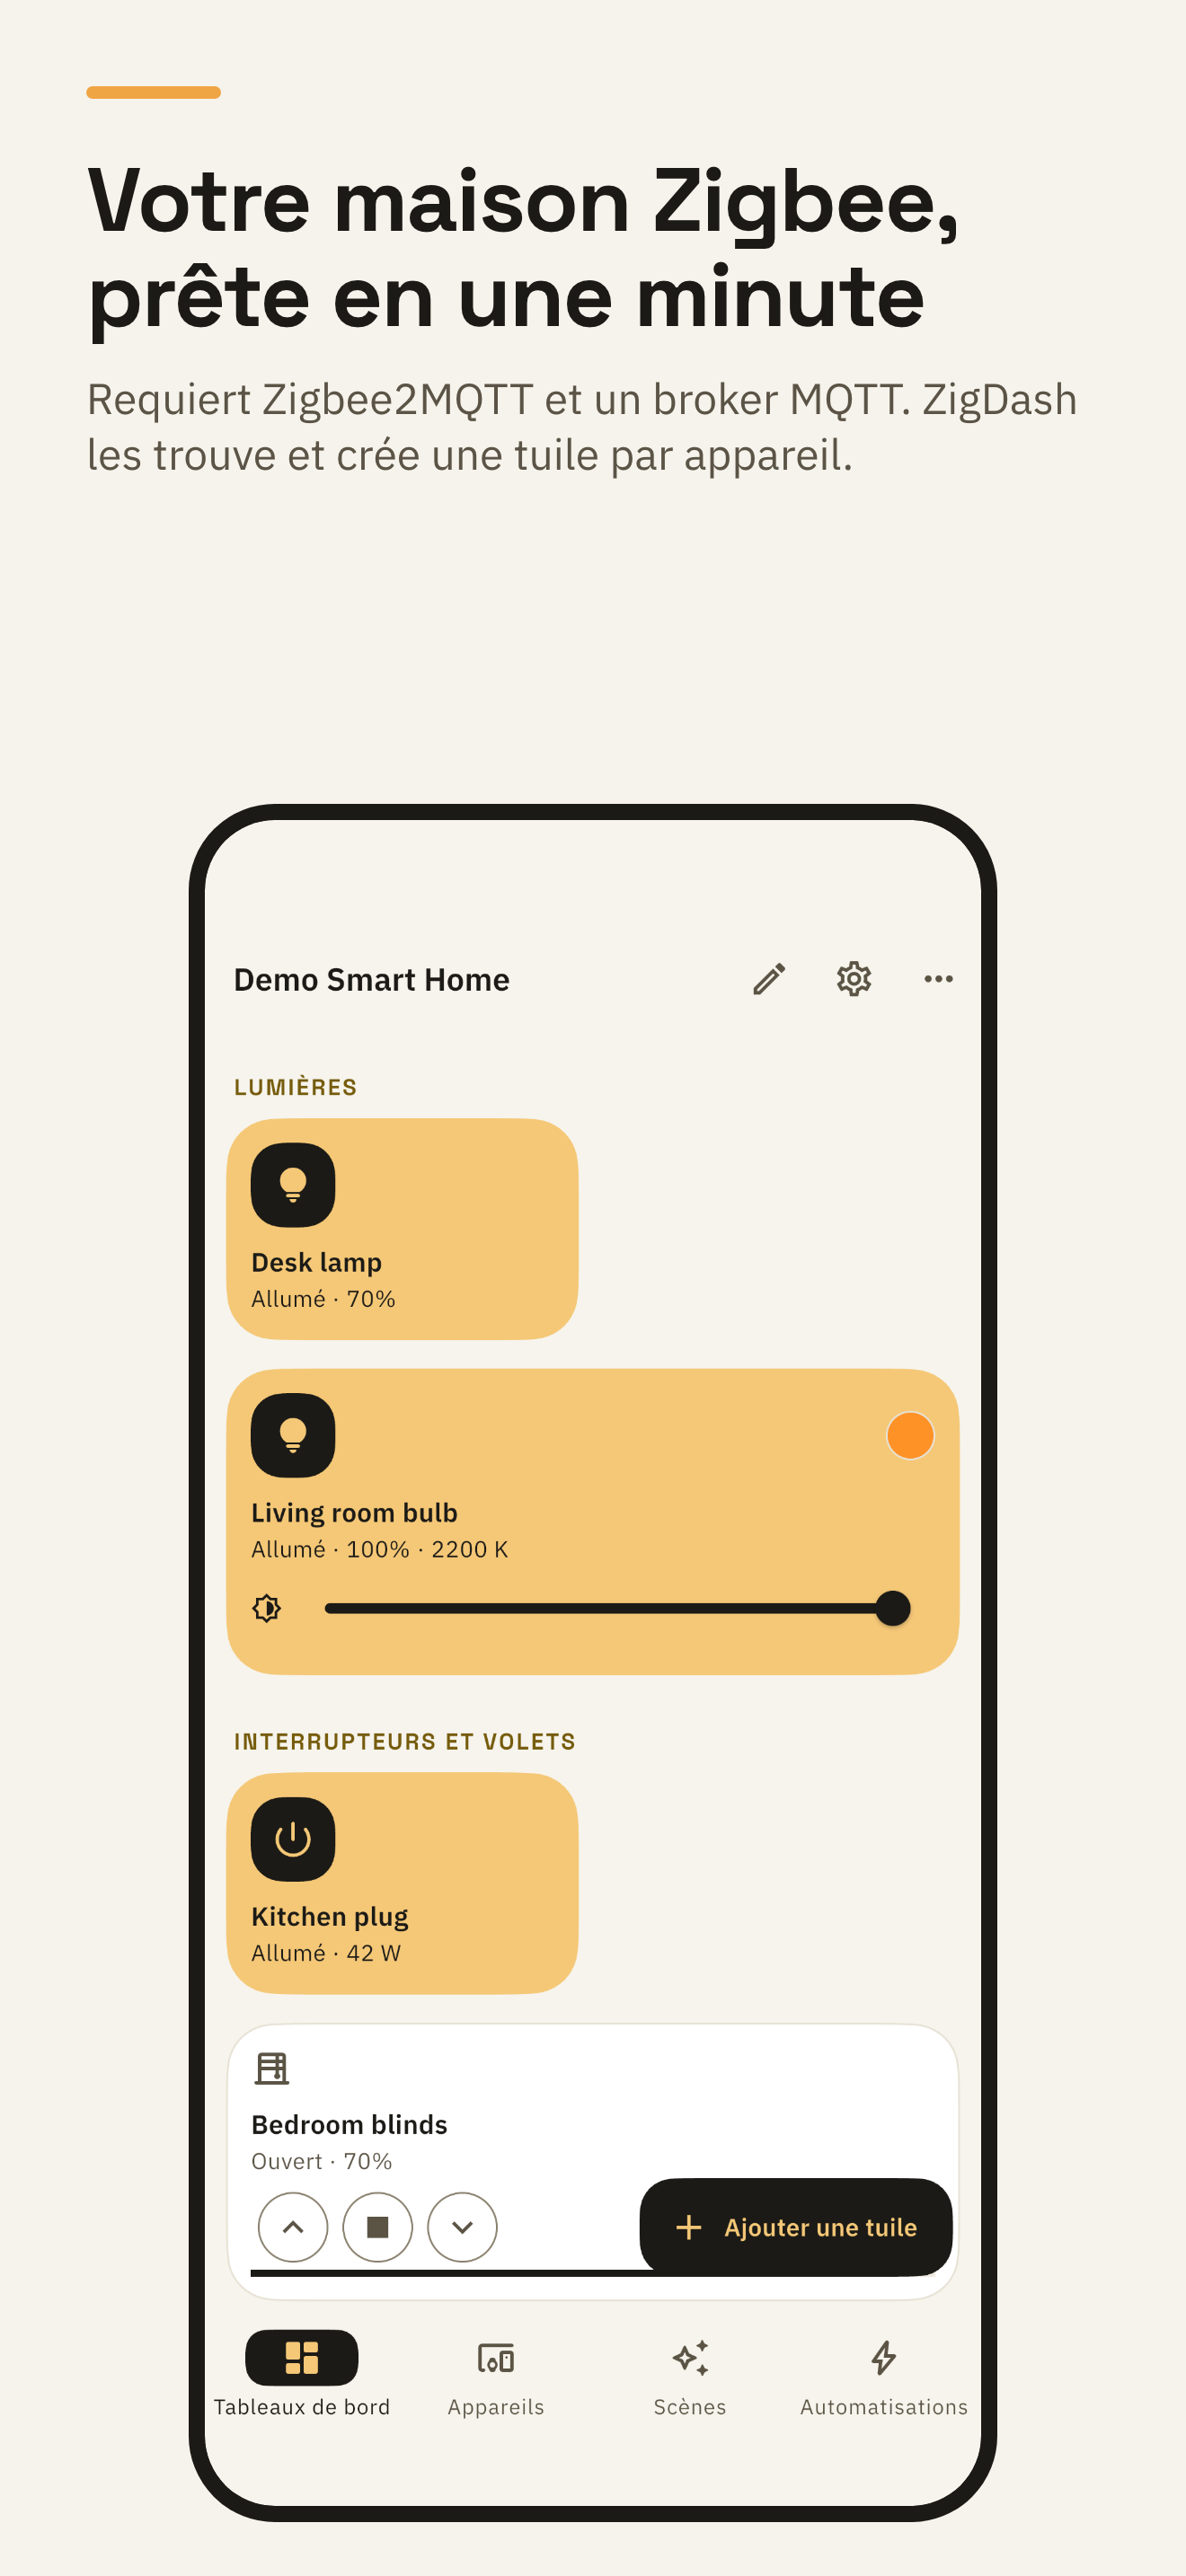 Votre maison Zigbee,
prête en une minute
Requiert Zigbee2MQTT et un broker MQTT. ZigDash
les trouve et crée une tuile par appareil.
Demo Smart Home
LUMIÈRES
Desk lamp
Allumé · 70%
Living room bulb
Allumé · 100% · 2200 K
INTERRUPTEURS ET VOLETS
Kitchen plug
Allumé · 42 W
Bedroom blinds
Ouvert · 70%
Ajouter une tuile
Tableaux de bord
Appareils
Scènes
Automatisations